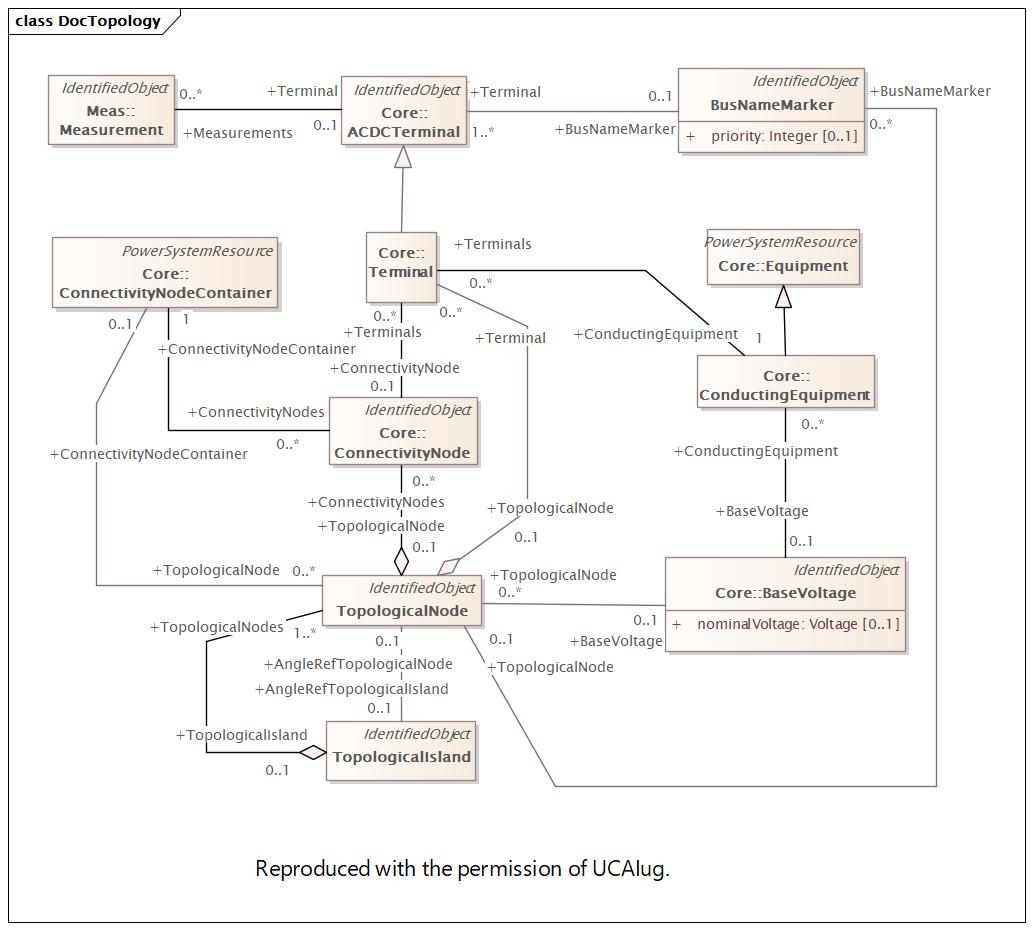 class DocTopology
IdentifiedObject
Meas::
Measurement
0..*
+Measurements
+Terminal
0..1
IdentifiedObject
Core::
ACDCTerminal
+Terminal
1..*
0..1
+BusNameMarker
IdentifiedObject
BusNameMarker
+ priority: Integer [0..1]
+BusNameMarker
0..*
PowerSystemResource
Core::
ConnectivityNodeContainer
Core::
Terminal
+Terminals
0..*
PowerSystemResource
Core::Equipment
0..1
1
+ConnectivityNodeContainer
0..*
+Terminals
0..*
+Terminal
+ConductingEquipment
1
+ConnectivityNode
0..1
Core::
ConductingEquipment
+ConnectivityNodes
0..*
IdentifiedObject
Core::
ConnectivityNode
0..*
+ConductingEquipment
+ConnectivityNodeContainer
0..*
+ConnectivityNodes
+TopologicalNode
0..1
+TopologicalNode
0..1
+BaseVoltage
0..1
+TopologicalNode
0..*
IdentifiedObject
TopologicalNode
+TopologicalNode
0..*
0..1
+BaseVoltage
IdentifiedObject
Core::BaseVoltage
+ nominalVoltage: Voltage [0..1]
+TopologicalNodes
1..*
0..1
+AngleRefTopologicalNode
0..1
+TopologicalNode
+AngleRefTopologicalIsland
0..1
+TopologicalIsland
0..1
IdentifiedObject
TopologicalIsland
Reproduced with the permission of UCAIug.